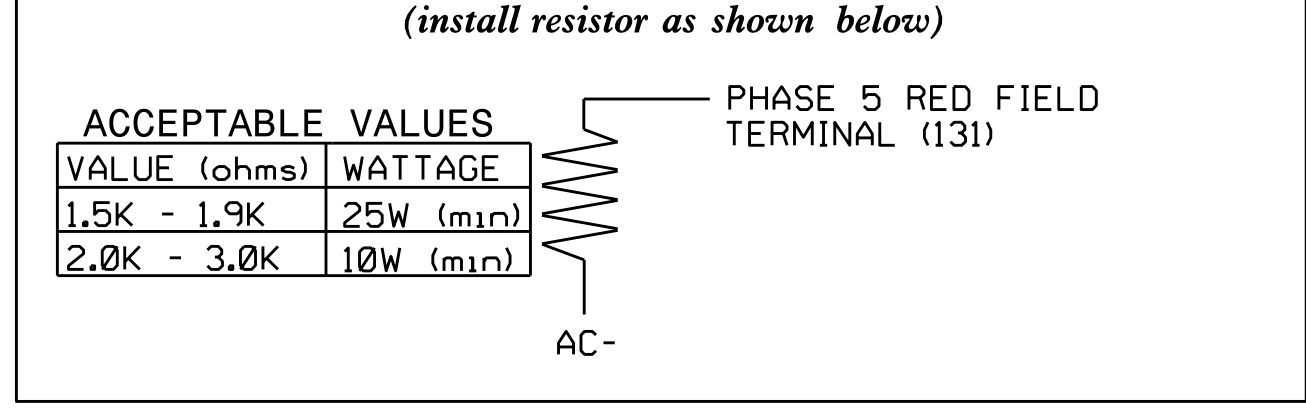 (install resistor as shown below)
PHASE 5 RED FIELD
TERMINAL (131)
ACCEPTABLE VALUES
VALUE (ohms) WATTAGE
1.5K - 1.9K 25W (min)
2.0K - 3.0K 10W (min)
AC-